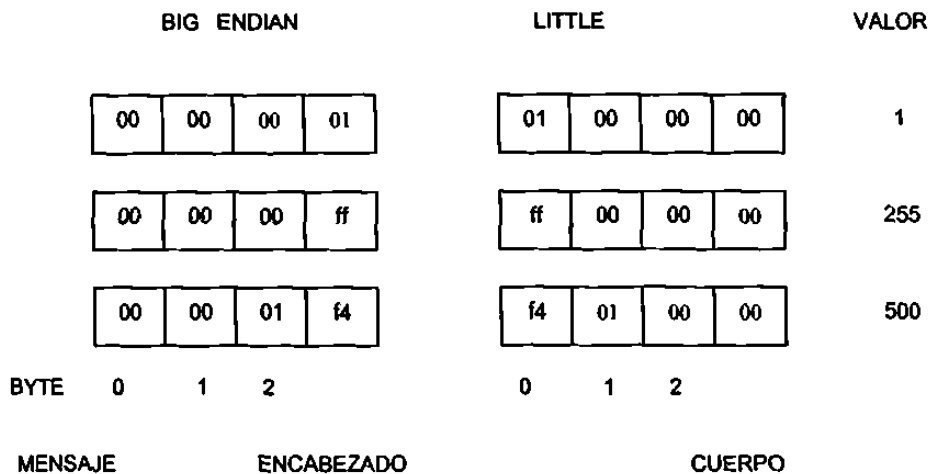 BIG ENDIAN LITTLE VALOR
00 00 00 01 01 00 00 00 1
00 00 00 ff ff 00 00 00 255
00 00 01 f4 f4 01 00 00 500
BYTE 0 1 2 0 1 2
MENSAJE ENCABEZADO CUERPO